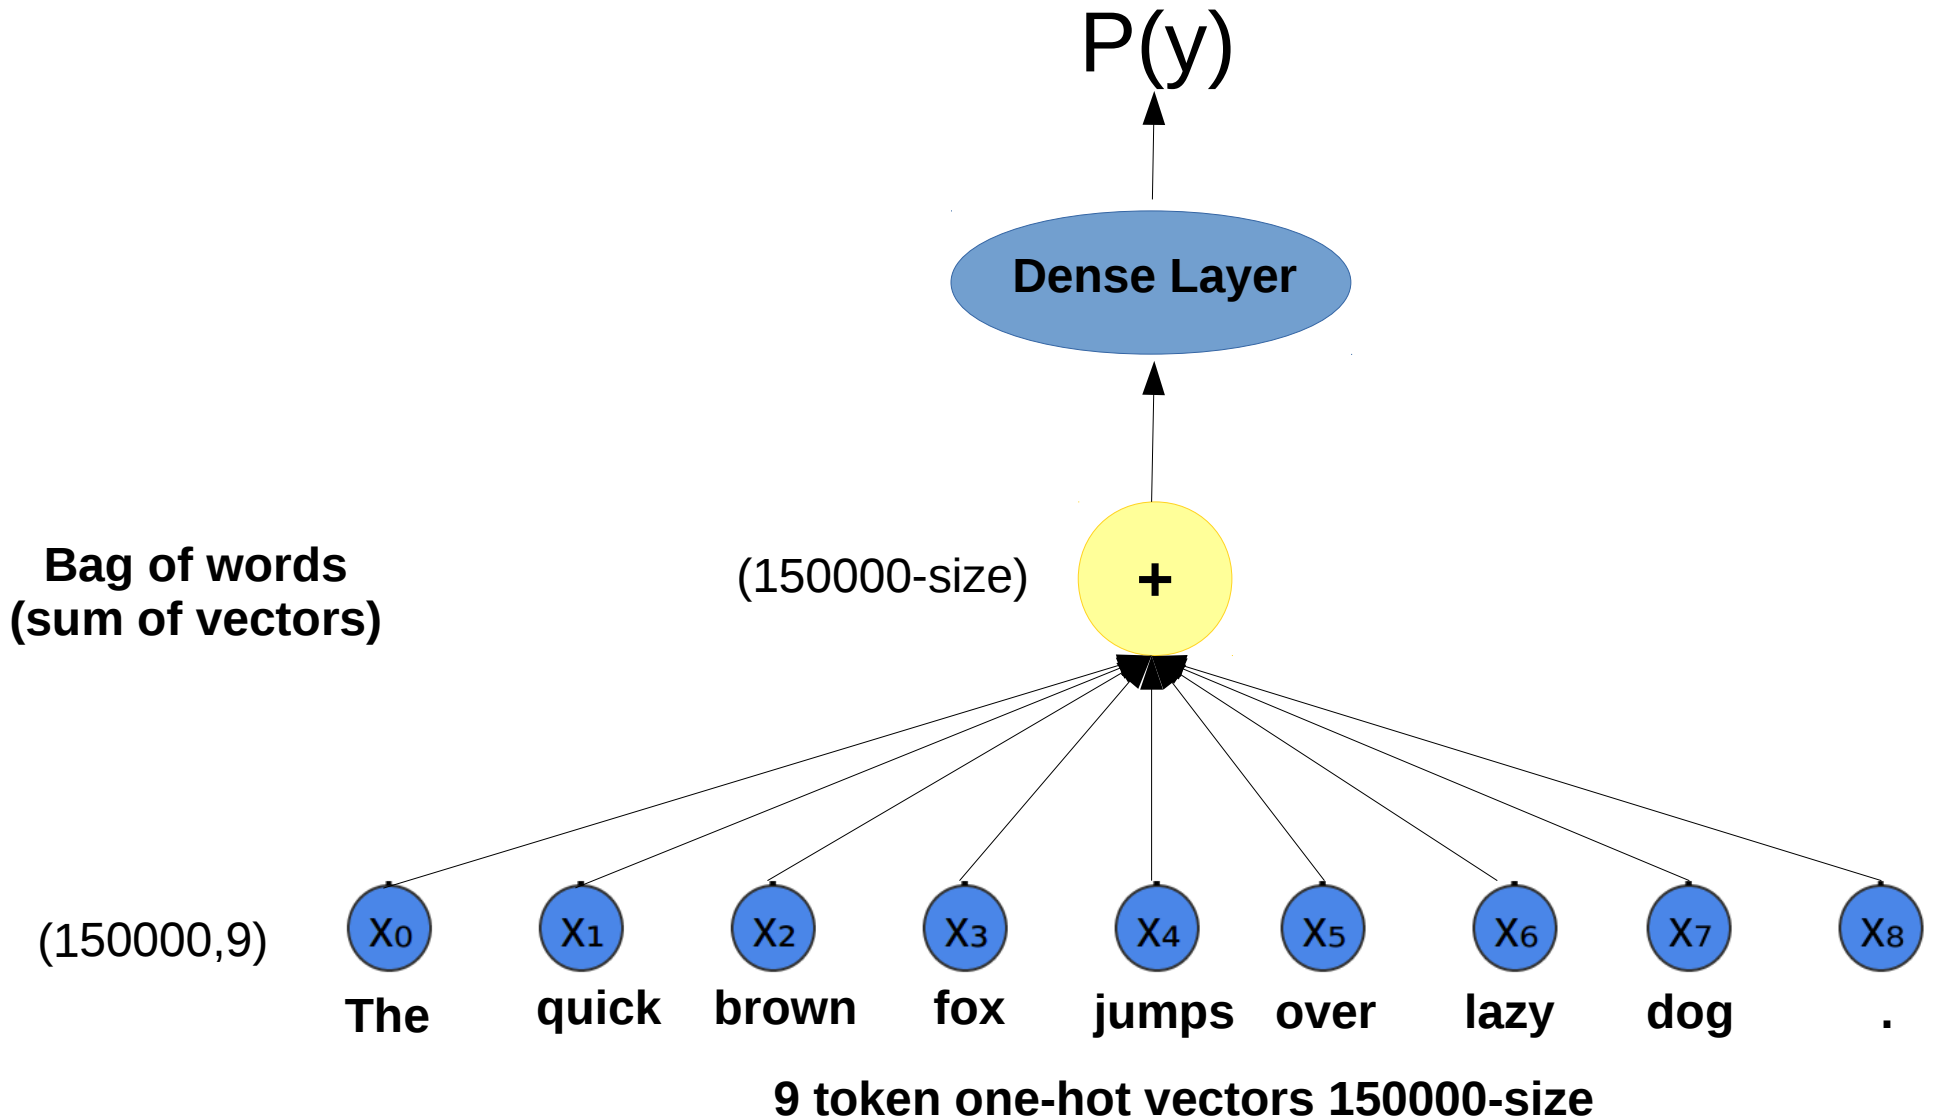 P(y)
Dense Layer
Bag of words
(sum of vectors)
(150000-size)
+
(150000,9)
X0 X1 X2 X3 X4 X5 X6 X7 X8
The quick brown fox jumps over lazy dog .
9 token one-hot vectors 150000-size